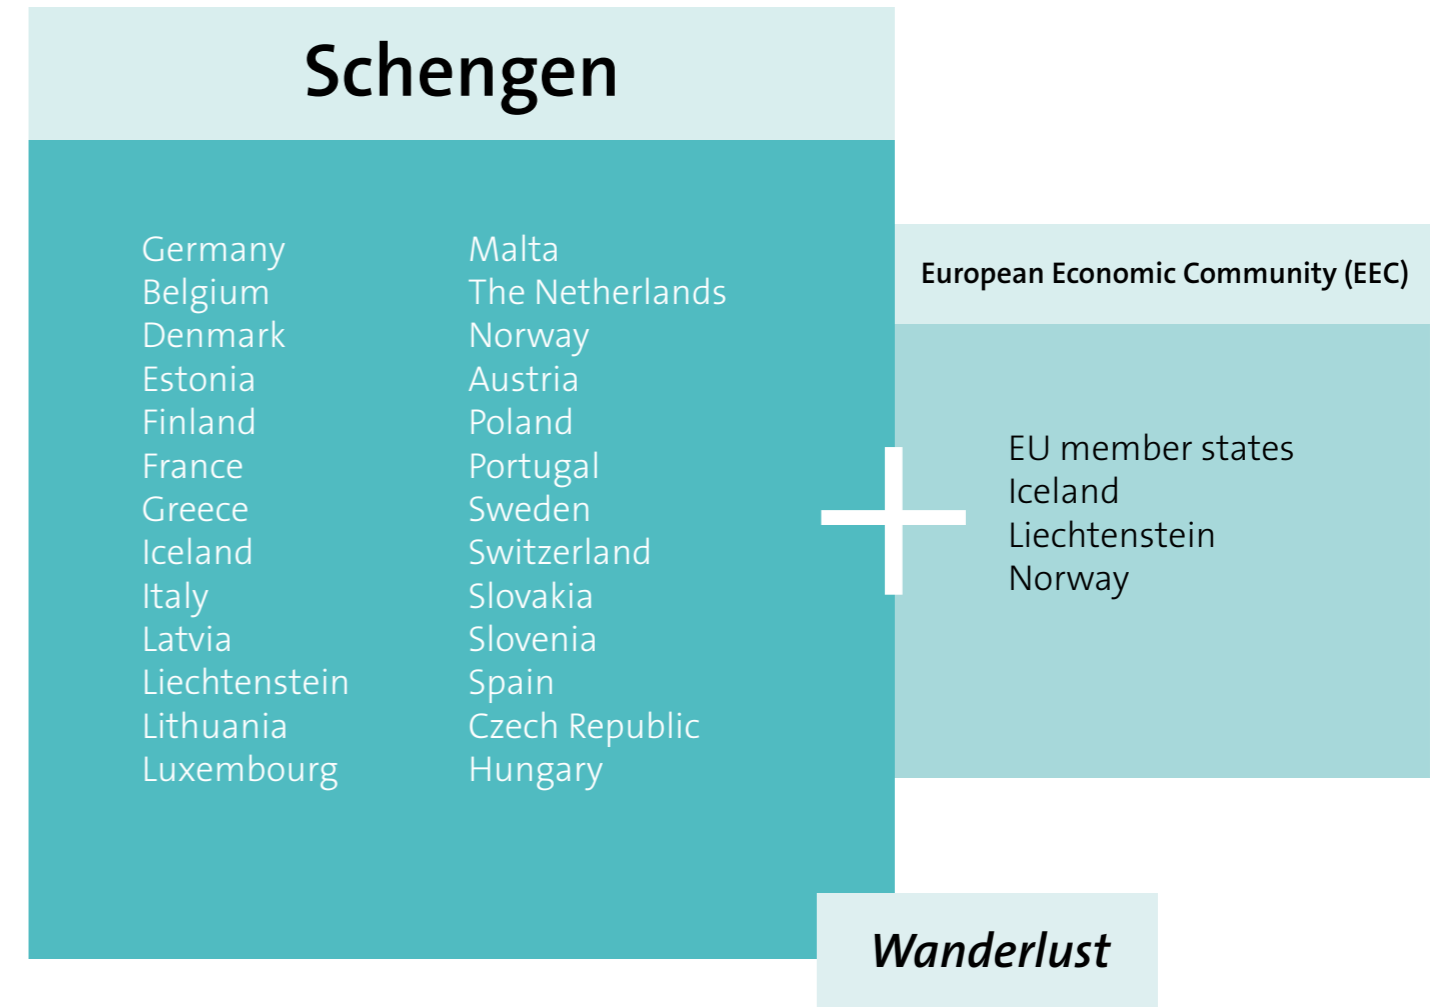 Schengen
Germany
Belgium
Denmark
Estonia
Finland
France
Greece
Iceland
Italy
Latvia
Liechtenstein
Lithuania
Luxembourg
Malta
The Netherlands
Norway
Austria
Poland
Portugal
Sweden
Switzerland
Slovakia
Slovenia
Spain
Czech Republic
Hungary
European Economic Community (EEC)
EU member states
Iceland
Liechtenstein
Norway
Wanderlust